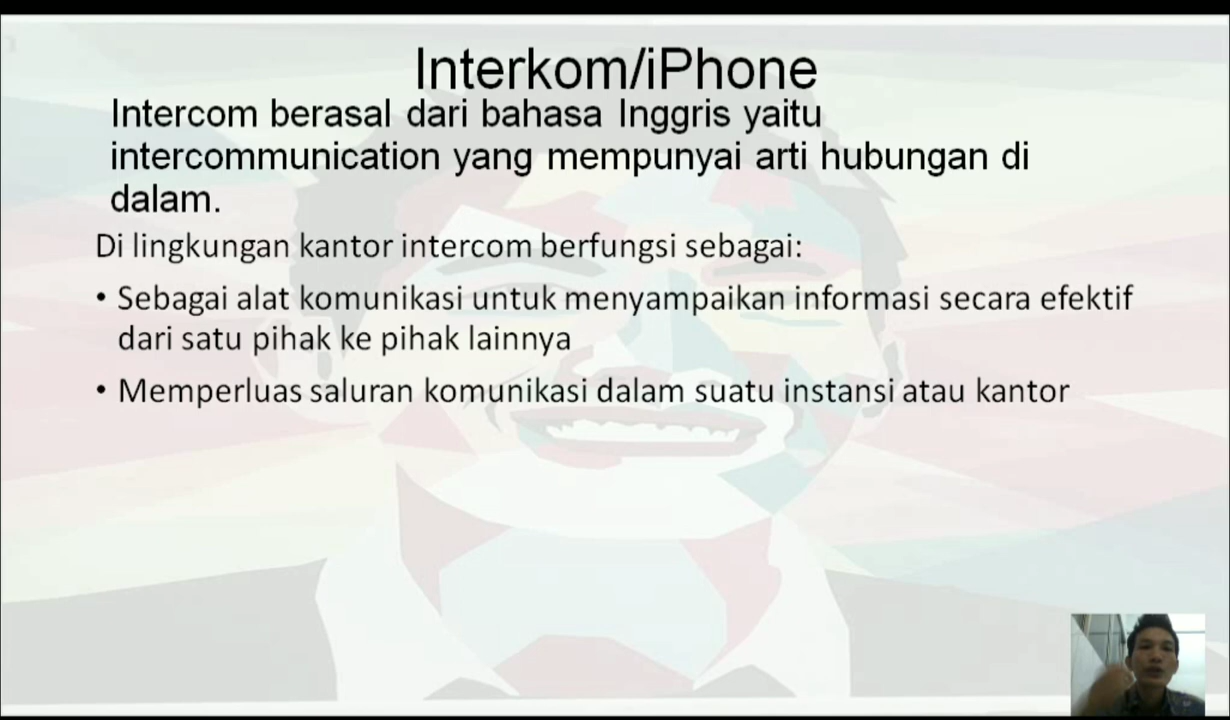 Interkom/iPhone
Intercom berasal dari bahasa Inggris yaitu
intercommunication yang mempunyai arti hubungan di
dalam.
Di lingkungan kantor intercom berfungsi sebagai:
• Sebagai alat komunikasi untuk menyampaikan informasi secara efektif
dari satu pihak ke pihak lainnya
• Memperluas saluran komunikasi dalam suatu instansi atau kantor